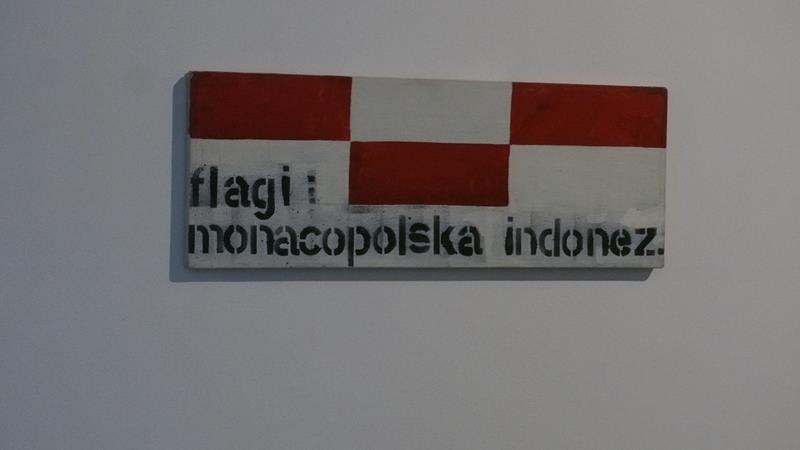 flagi :
monacopolska indonez.